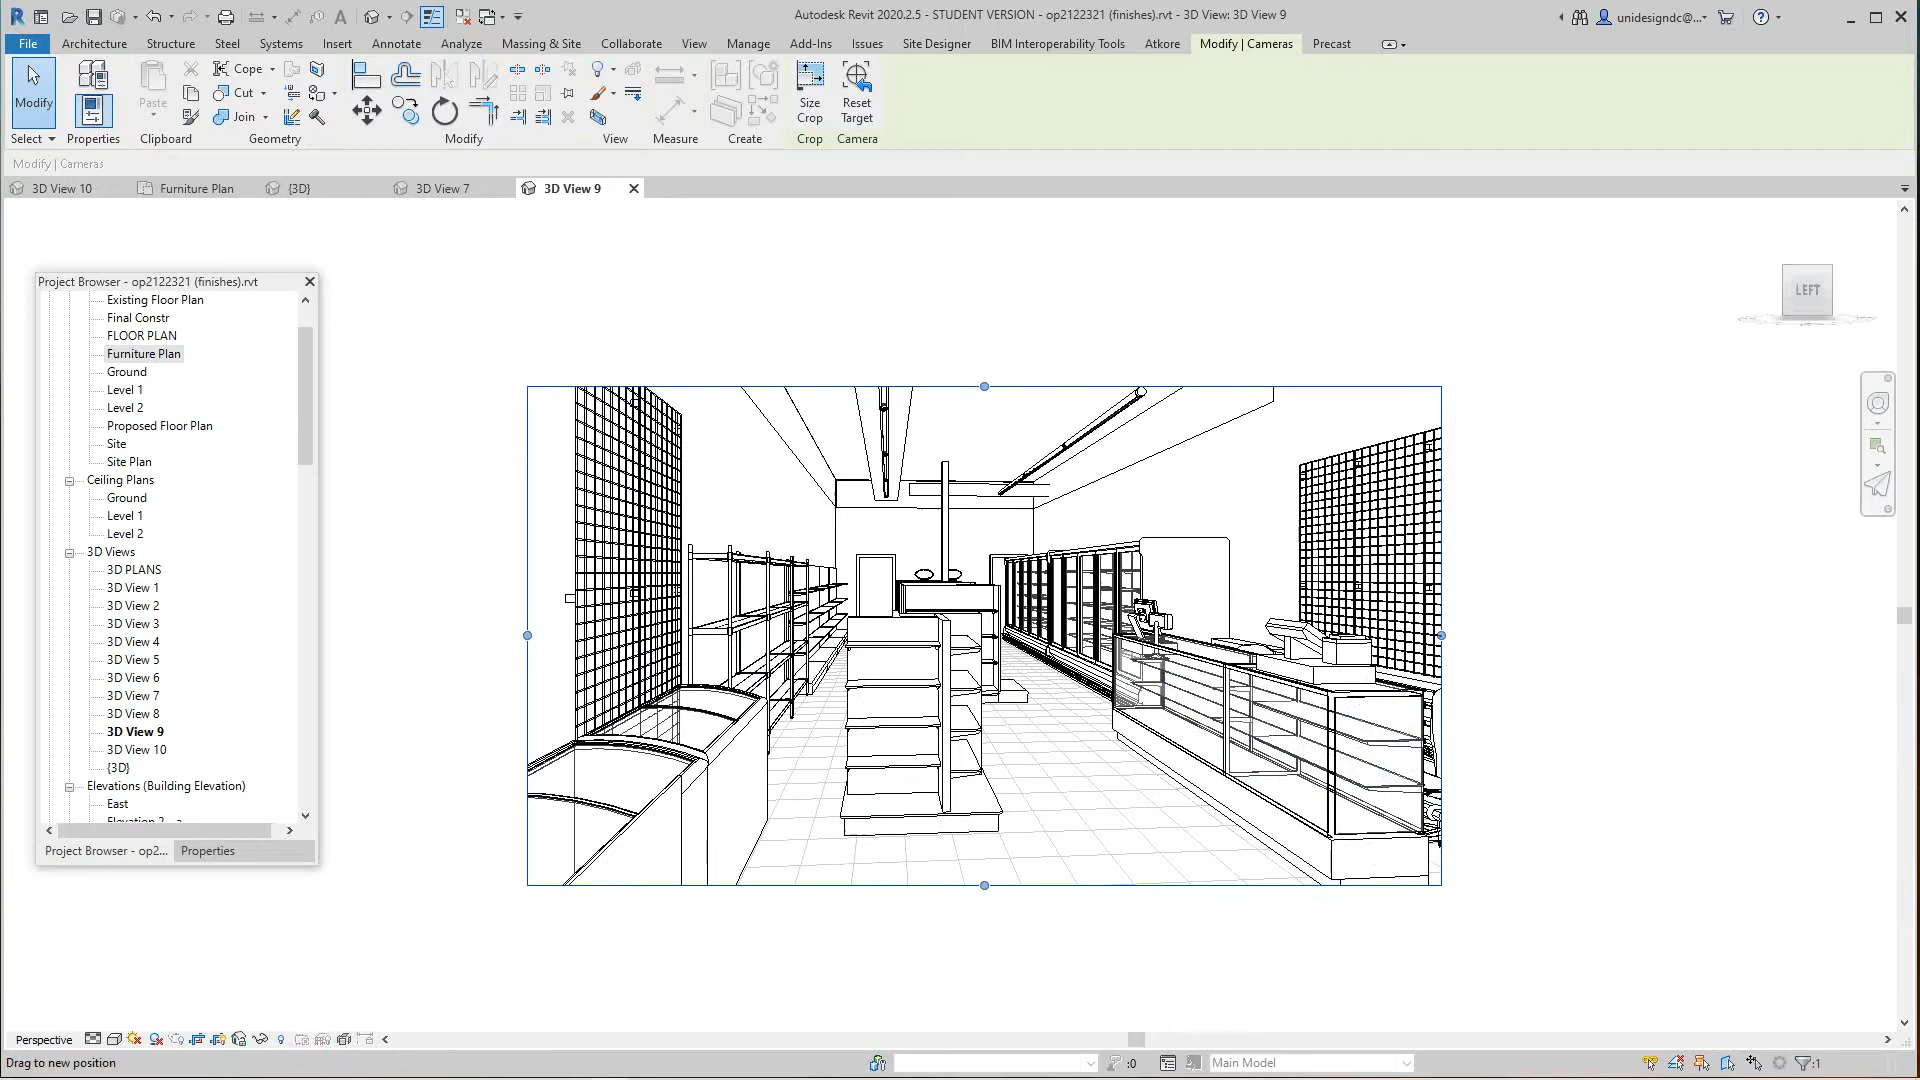 Autodesk Revit 2020.2.5 - STUDENT VERSION - op2122321 (finishes).rvt - 3D View: 3D View 9
unidesigndc@...
File Architecture Structure Steel Systems Insert Annotate Analyze Massing & Site Collaborate View Manage Add-Ins Issues Site Designer BIM Interoperability Tools Atkore Modify | Cameras Precast
Modify
Paste
Cope
Cut
Join
Size Crop
Reset Target
Select Properties Clipboard Geometry Modify View Measure Create Crop Camera
Modify | Cameras
3D View 10 Furniture Plan {3D} 3D View 7 3D View 9
LEFT
Project Browser - op2122321 (finishes).rvt
Existing Floor Plan
Final Constr
FLOOR PLAN
Furniture Plan
Ground
Level 1
Level 2
Proposed Floor Plan
Site
Site Plan
Ceiling Plans
Ground
Level 1
Level 2
3D Views
3D PLANS
3D View 1
3D View 2
3D View 3
3D View 4
3D View 5
3D View 6
3D View 7
3D View 8
3D View 9
3D View 10
{3D}
Elevations (Building Elevation)
East
Elevation 2 - a
Project Browser - op2... Properties
Perspective
Drag to new position
:0
Main Model
:1